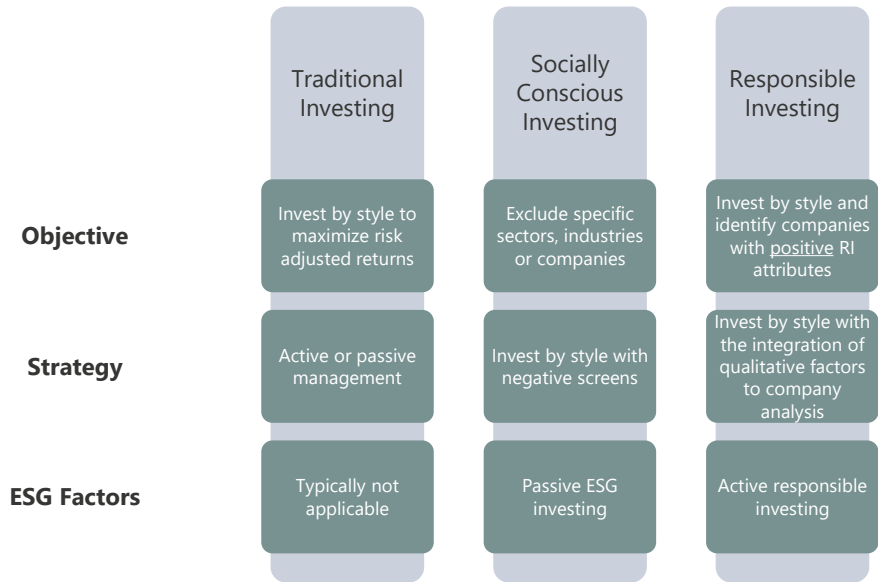 Traditional
Investing
Socially
Conscious
Investing
Responsible
Investing
Objective
Invest by style to
maximize risk
adjusted returns
Exclude specific
sectors, industries
or companies
Invest by style and
identify companies
with positive RI
attributes
Strategy
Active or passive
management
Invest by style with
negative screens
Invest by style with
the integration of
qualitative factors
to company
analysis
ESG Factors
Typically not
applicable
Passive ESG
investing
Active responsible
investing